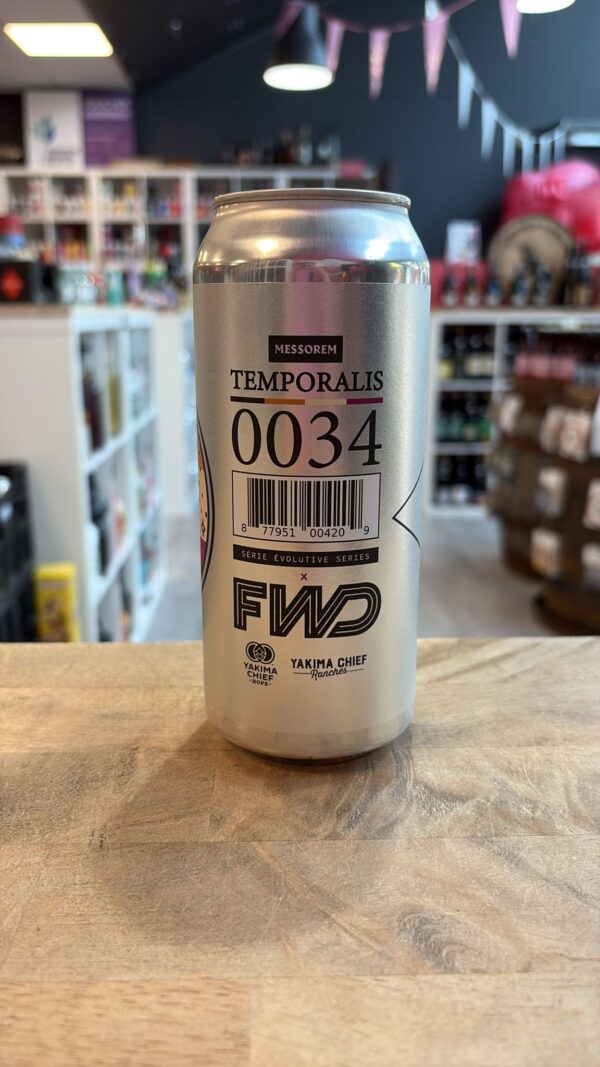 MESSOREM
TEMPORALIS
0034
8 77951 00420 9
SÉRIE ÉVOLUTIVE SERIES
x
FWD
YAKIMA
CHIEF
-HOPS-
YAKIMA CHIEF
Ranches